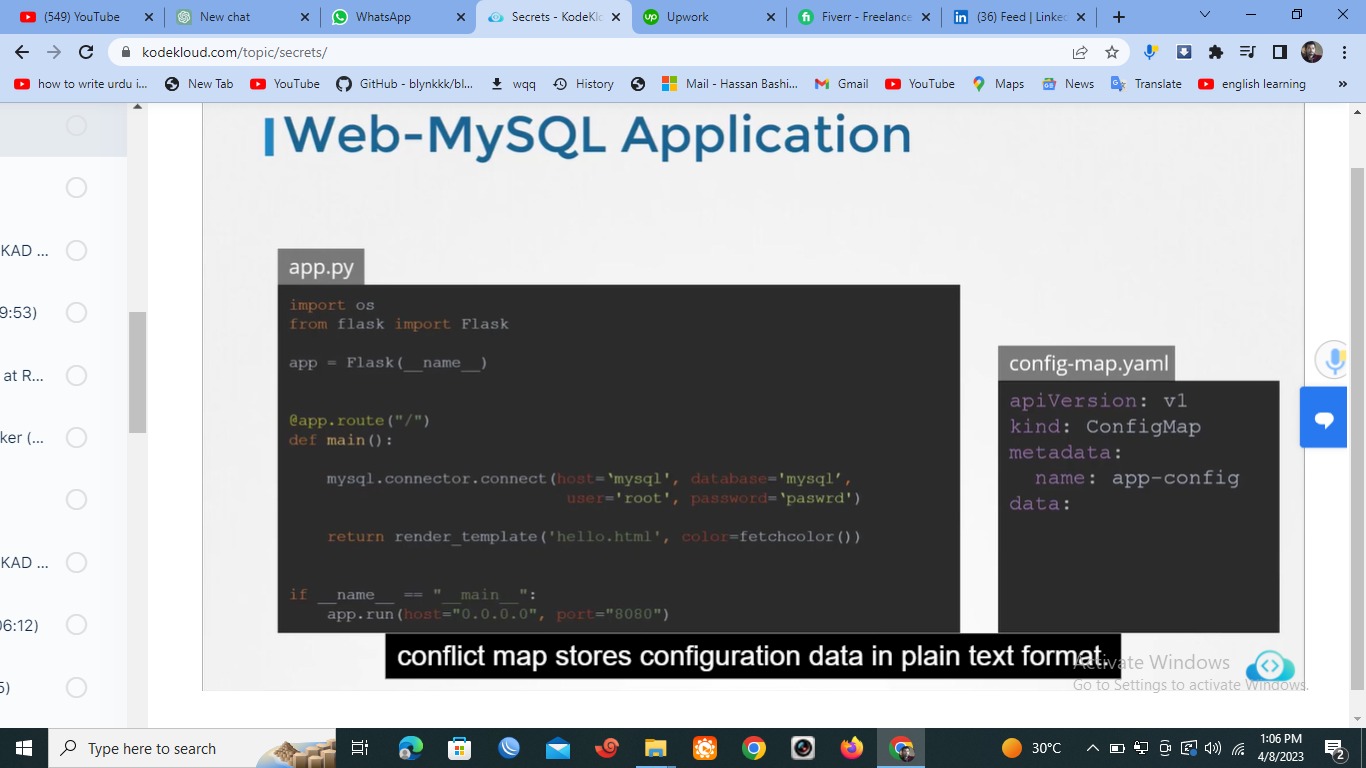 (549) YouTube
New chat
WhatsApp
Secrets - KodeKlo
Upwork
Fiverr - Freelance
(36) Feed | Linked
kodekloud.com/topic/secrets/
how to write urdu i...
New Tab
YouTube
GitHub - blynkkk/bl...
wqq
History
Mail - Hassan Bashi...
Gmail
YouTube
Maps
News
Translate
english learning
»
KAD ...
9:53)
at R...
ker (...
KAD ...
06:12)
5)
Web-MySQL Application
app.py
import os
from flask import Flask
app = Flask(__name__)
@app.route("/")
def main():
mysql.connector.connect(host='mysql', database='mysql',
user='root', password='paswrd')
return render_template('hello.html', color=fetchcolor())
if __name__ == "__main__":
app.run(host="0.0.0.0", port="8080")
config-map.yaml
apiVersion: v1
kind: ConfigMap
metadata:
name: app-config
data:
conflict map stores configuration data in plain text format.
Activate Windows
Go to Settings to activate Windows.
Type here to search
30°C
1:06 PM
4/8/2023
2